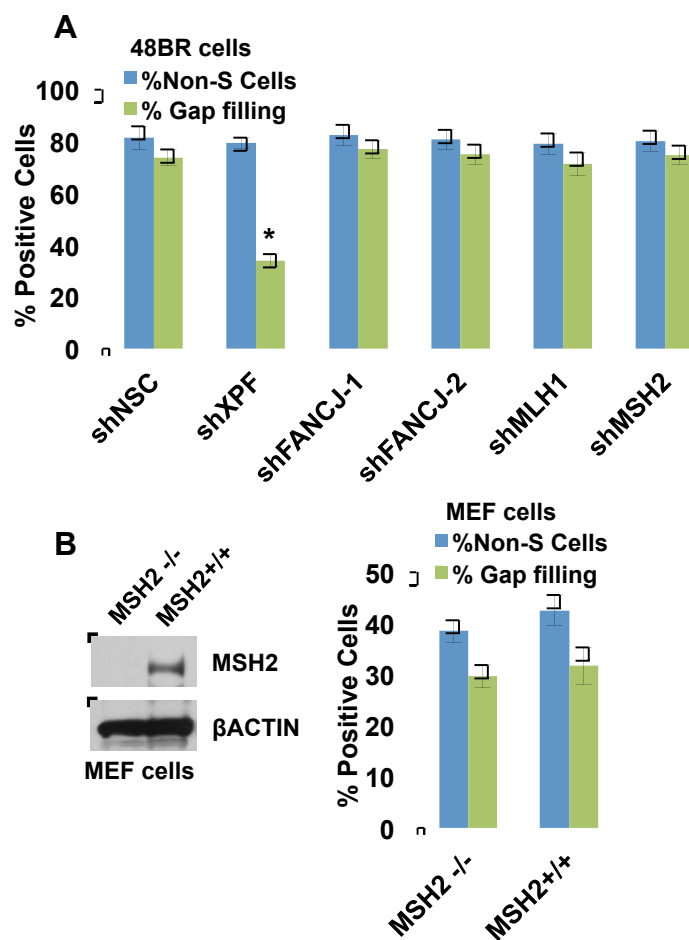 A
48BR cells
%Non-S Cells
% Gap filling
% Positive Cells
100
80
60
40
20
0
*
shNSC
shXPF
shFANCJ-1
shFANCJ-2
shMLH1
shMSH2
B
MSH2 -/-
MSH2+/+
MSH2
βACTIN
MEF cells
MEF cells
%Non-S Cells
% Gap filling
% Positive Cells
50
40
30
20
10
0
MSH2 -/-
MSH2+/+